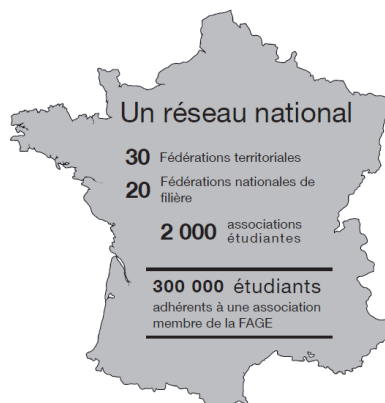 Un réseau national
30 Fédérations territoriales
20 Fédérations nationales de
filière
2 000 associations
étudiantes
300 000 étudiants
adhérents à une association
membre de la FAGE